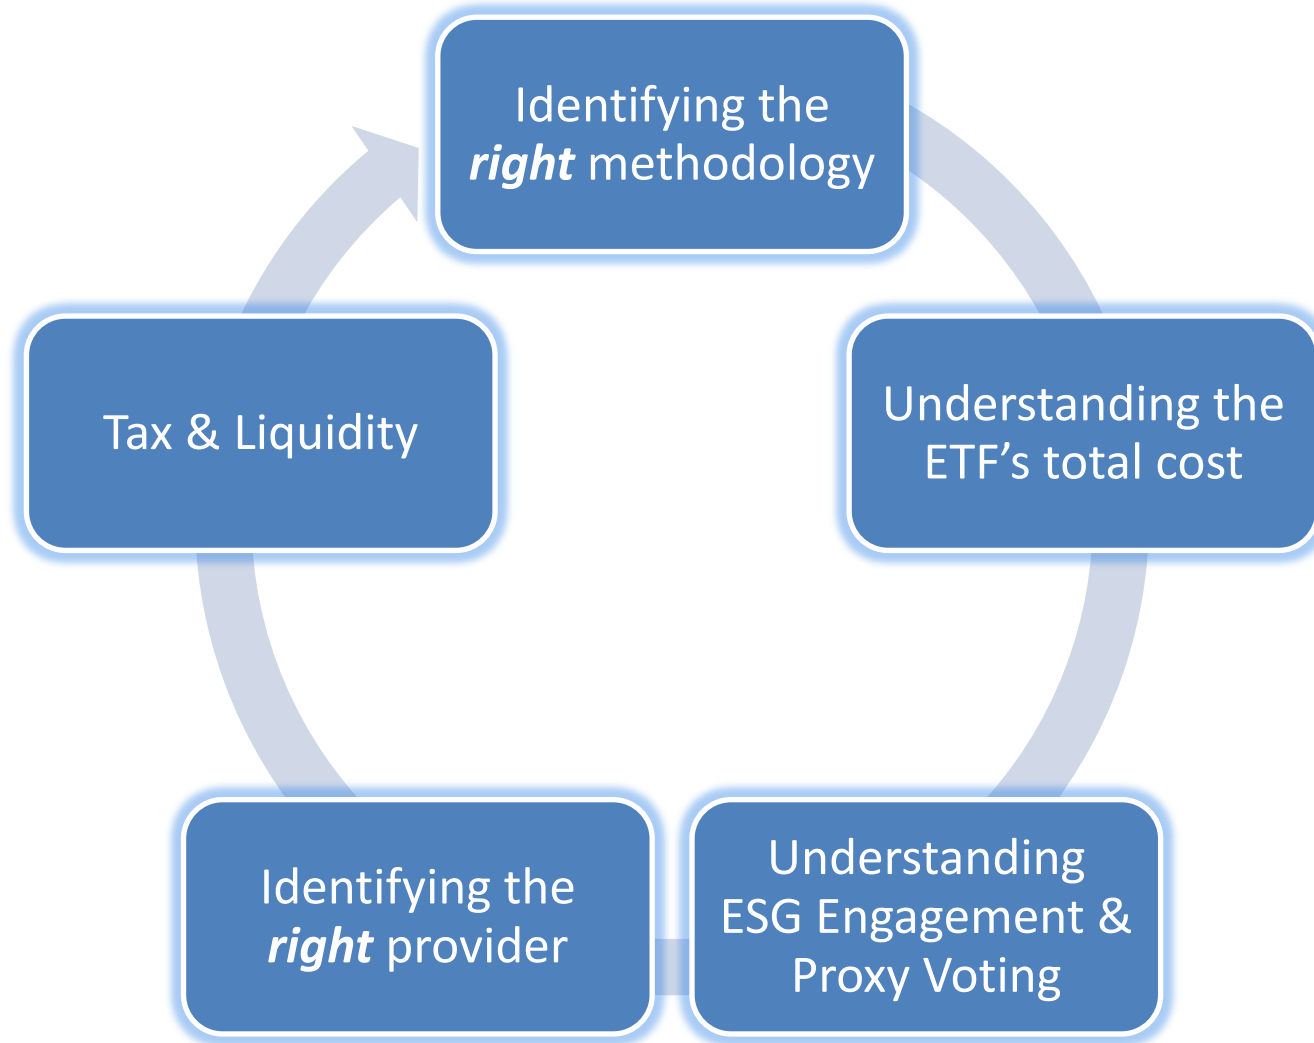 Identifying the
right methodology
Understanding the
ETF’s total cost
Understanding
ESG Engagement &
Proxy Voting
Identifying the
right provider
Tax & Liquidity